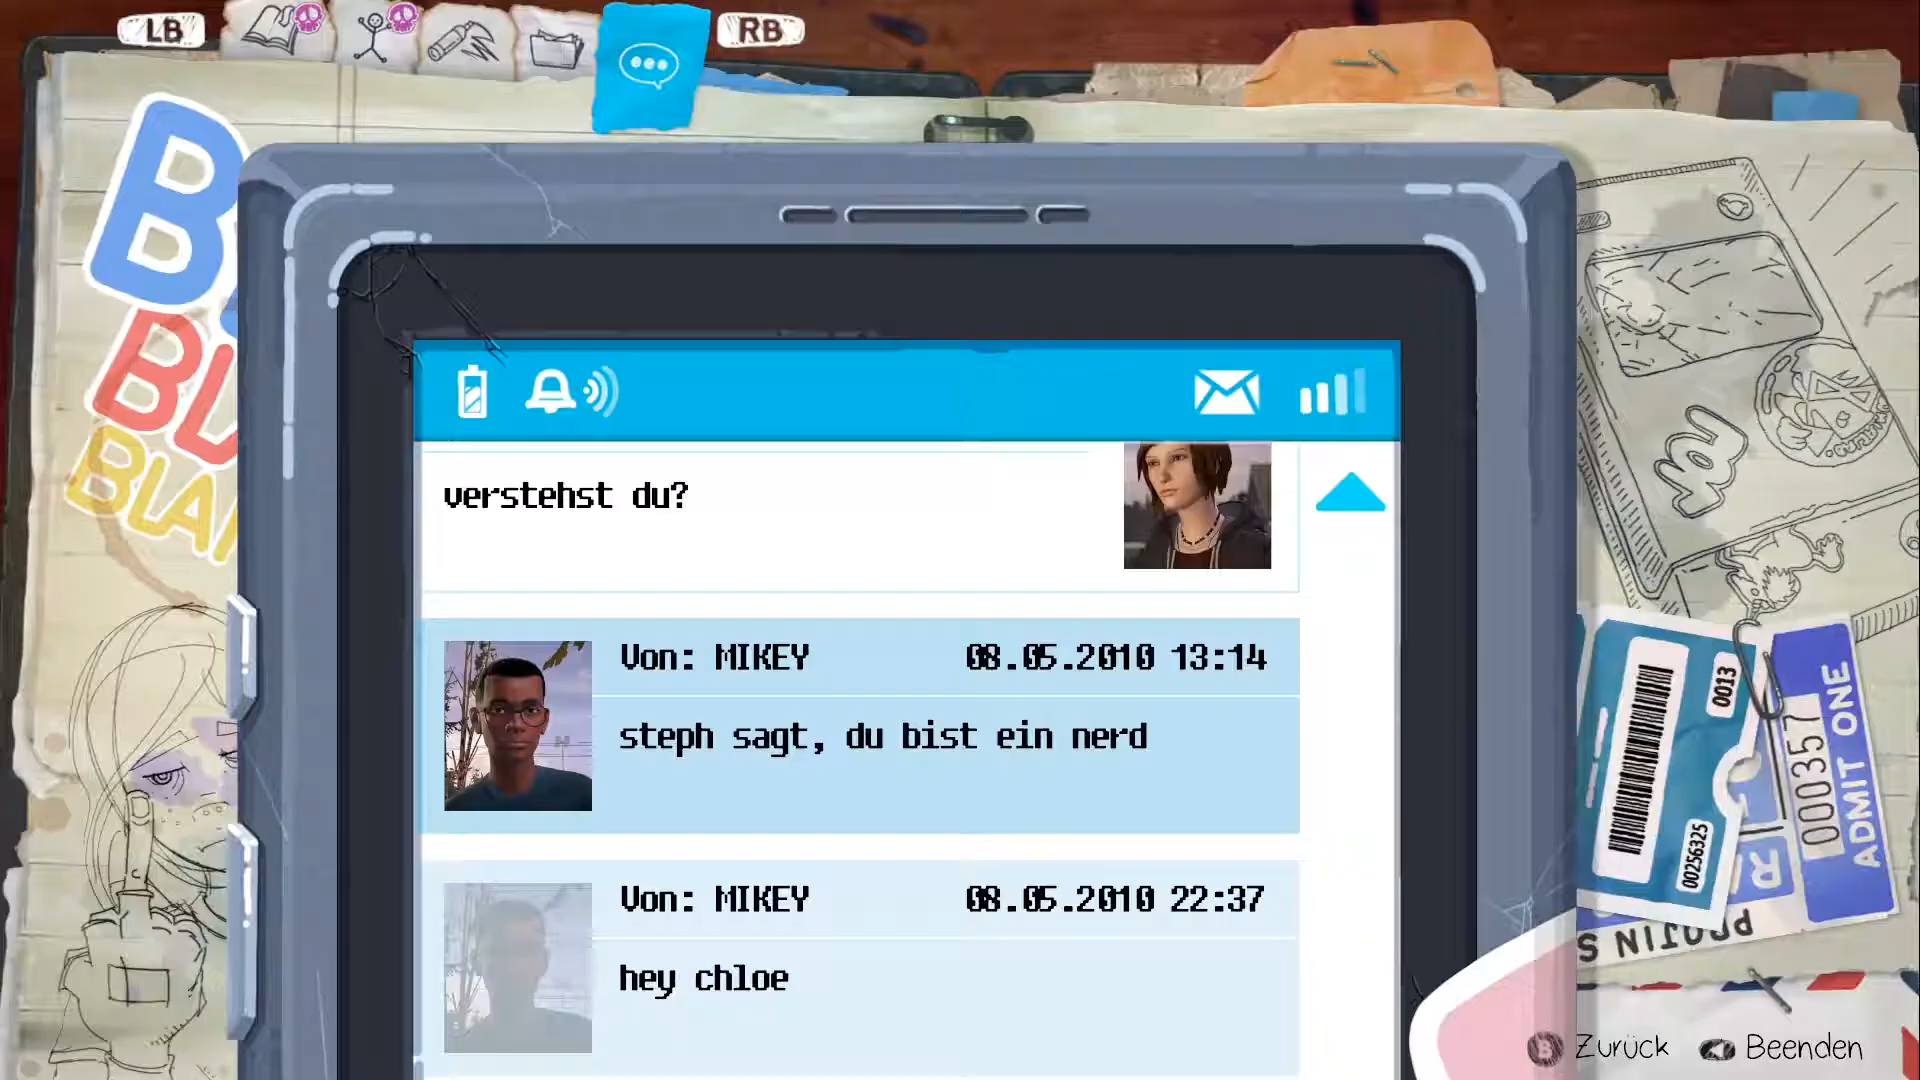 LB
RB
verstehst du?
Von: MIKEY 08.05.2010 13:14
steph sagt, du bist ein nerd
Von: MIKEY 08.05.2010 22:37
hey chloe
0013
00256325
000357
ADMIT ONE
B Zurück
Beenden